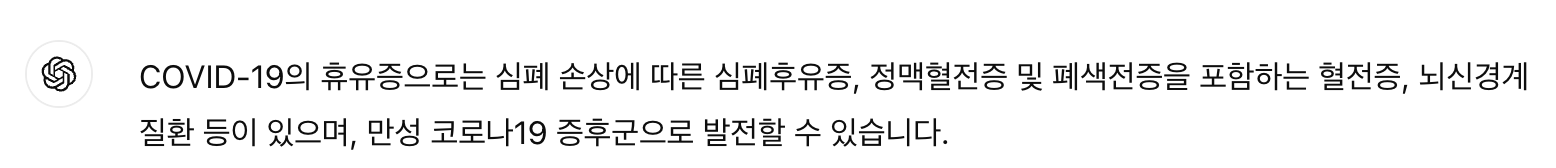 COVID-19의 휴유증으로는 심폐 손상에 따른 심폐후유증, 정맥혈전증 및 폐색전증을 포함하는 혈전증, 뇌신경계
질환 등이 있으며, 만성 코로나19 증후군으로 발전할 수 있습니다.